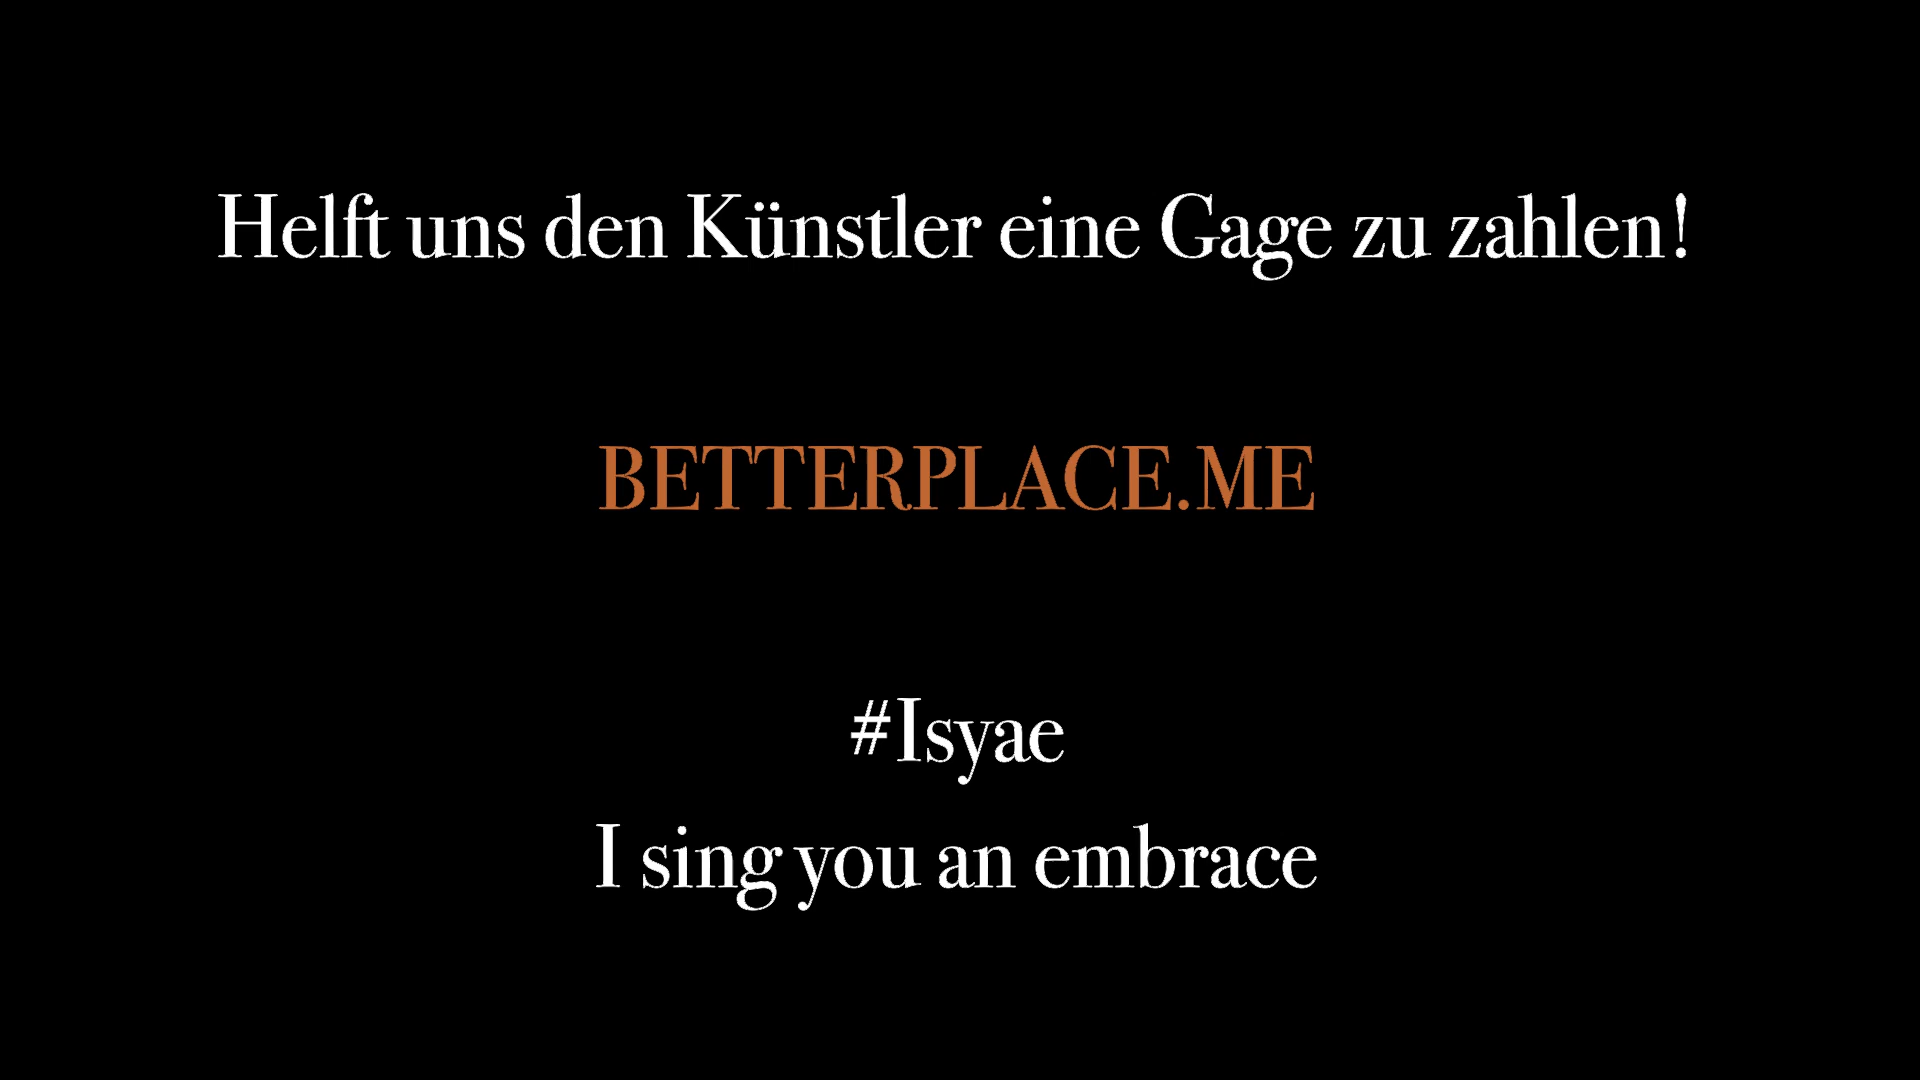 Helft uns den Künstler eine Gage zu zahlen!
BETTERPLACE.ME
#Isyae
I sing you an embrace